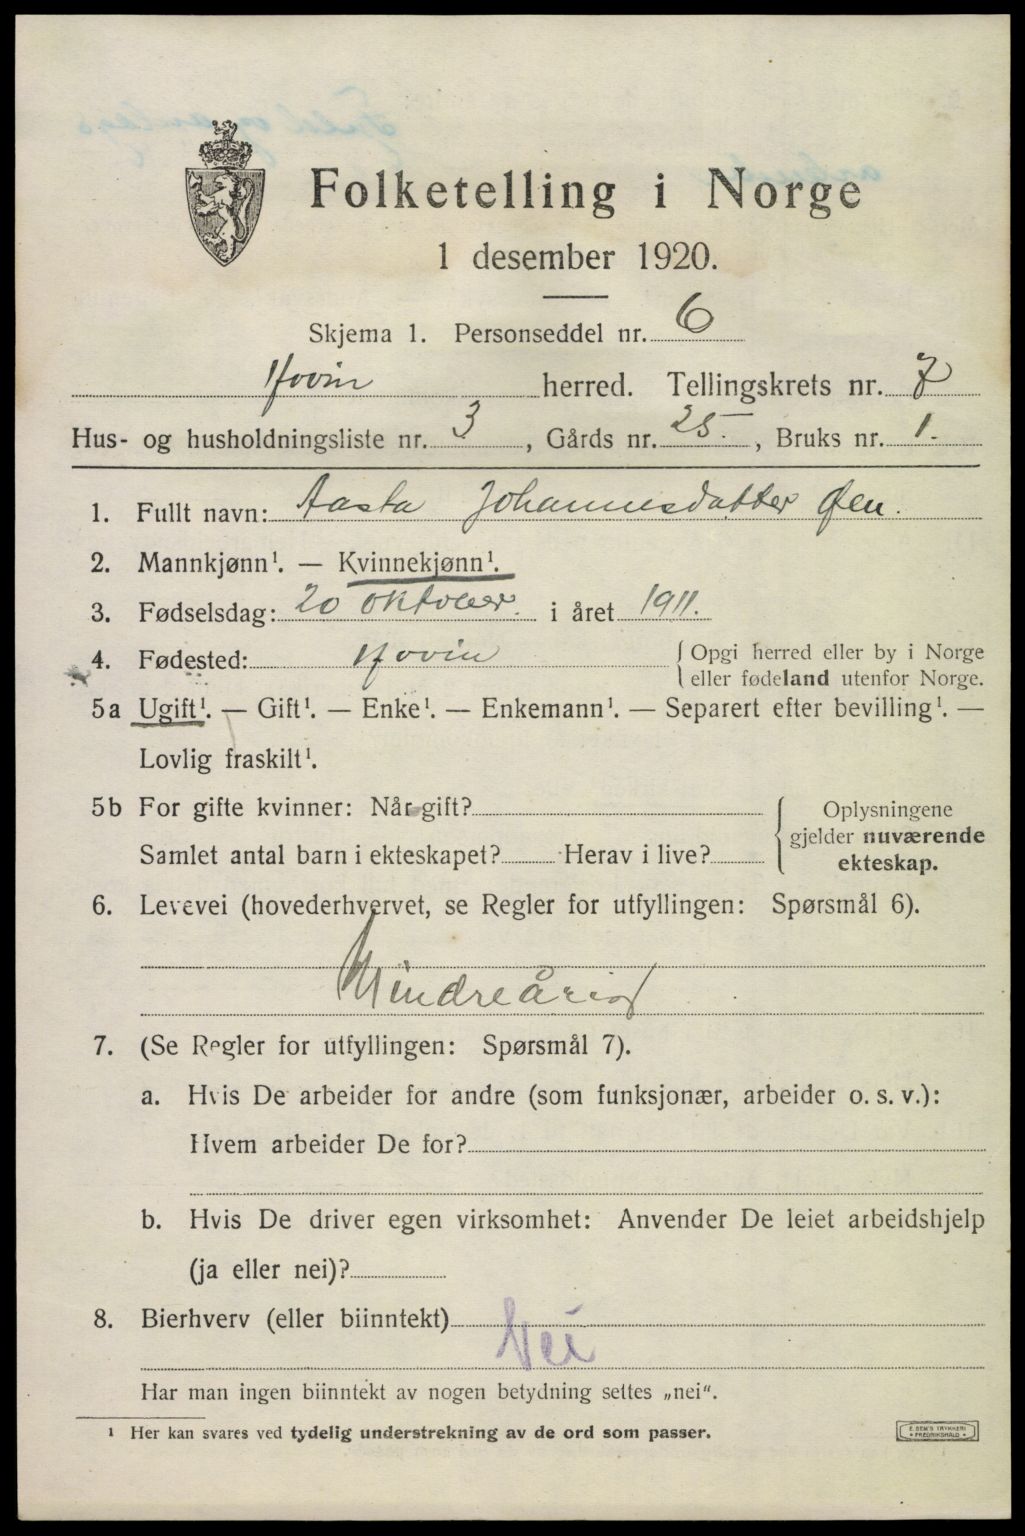 Folketelling i Norge
1 desember 1920.
Skjema 1. Personseddel nr. 6
Hovin herred. Tellingskrets nr. 7
Hus- og husholdningsliste nr. 3, Gårds nr. 25, Bruks nr. 1.
1. Fullt navn: Aasta Johannesdatter Øen.
2. Mannkjønn¹. — Kvinnekjønn¹.
3. Fødselsdag: 20 oktober i året 1911.
4. Fødested: Hovin { Opgi herred eller by i Norge
eller fødeland utenfor Norge.
5a Ugift¹. — Gift¹. — Enke¹. — Enkemann¹. — Separert efter bevilling¹. —
Lovlig fraskilt¹.
5b For gifte kvinner: Når gift? { Oplysningene
gjelder nuværende
Samlet antal barn i ekteskapet? Herav i live? ekteskap.
6. Levevei (hovederhvervet, se Regler for utfyllingen: Spørsmål 6).
Mindreårig
7. (Se Regler for utfyllingen: Spørsmål 7).
a. Hvis De arbeider for andre (som funksjonær, arbeider o. s. v.):
Hvem arbeider De for?
b. Hvis De driver egen virksomhet: Anvender De leiet arbeidshjelp
(ja eller nei)?
8. Bierhverv (eller biinntekt)
Nei
Har man ingen biinntekt av nogen betydning settes „nei".
¹ Her kan svares ved tydelig understrekning av de ord som passer.
E. SEM'S TRYKKERI
• FREDRIKSHALD •